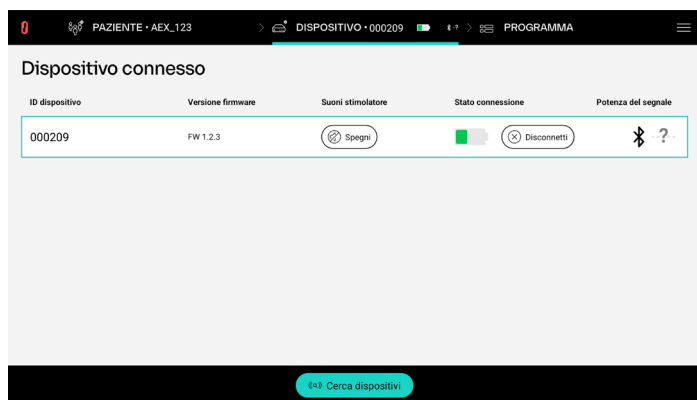 PAZIENTE • AEX_123 > DISPOSITIVO • 000209 ? > PROGRAMMA
Dispositivo connesso
ID dispositivo Versione firmware Suoni stimolatore Stato connessione Potenza del segnale
000209 FW 1.2.3 Spegni Disconnetti ?
Cerca dispositivi